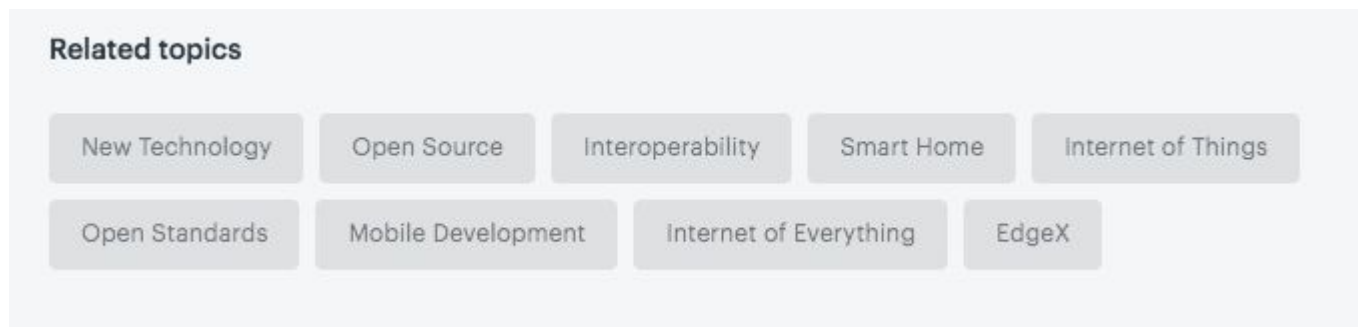 Related topics
New Technology Open Source Interoperability Smart Home Internet of Things
Open Standards Mobile Development Internet of Everything EdgeX